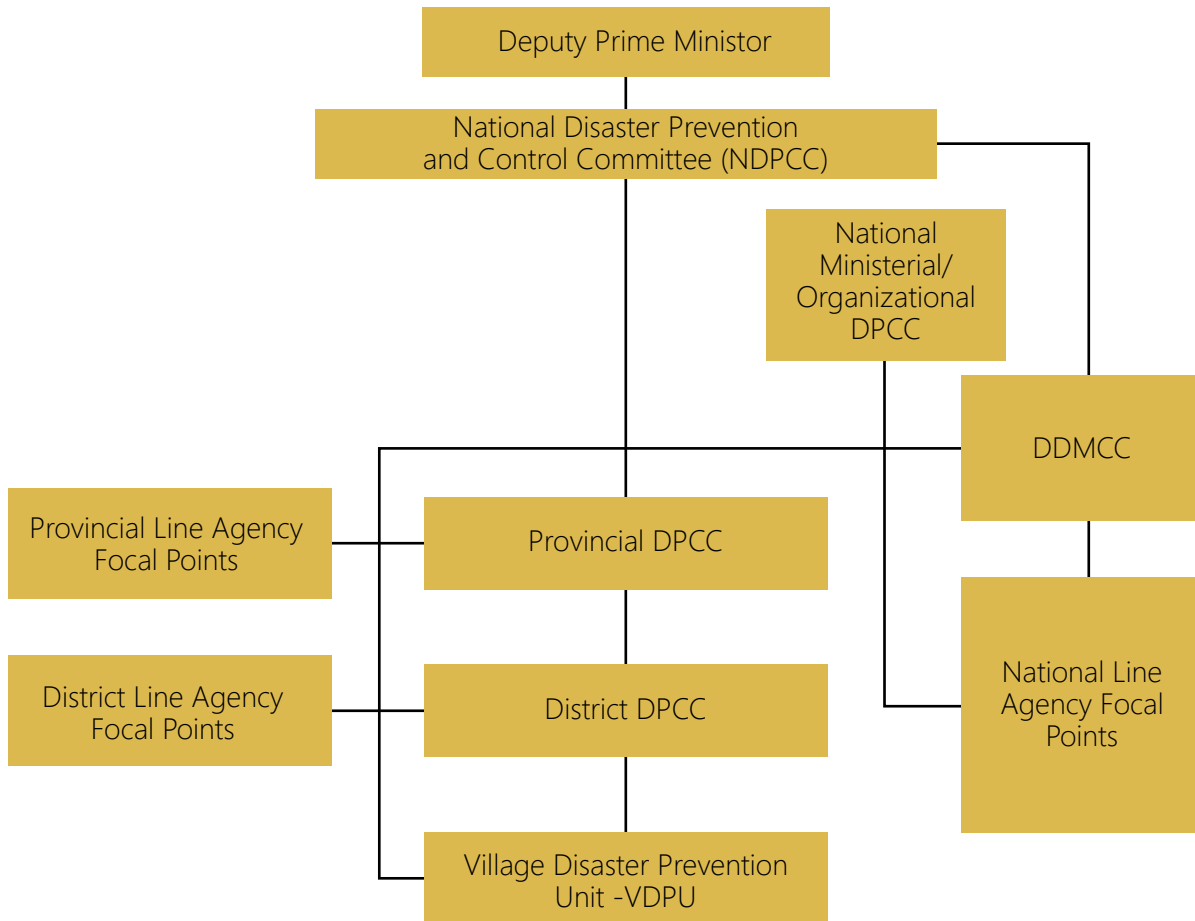 Deputy Prime Ministor
National Disaster Prevention
and Control Committee (NDPCC)
National
Ministerial/
Organizational
DPCC
DDMCC
Provincial Line Agency
Focal Points
Provincial DPCC
National Line
Agency Focal
Points
District Line Agency
Focal Points
District DPCC
Village Disaster Prevention
Unit -VDPU